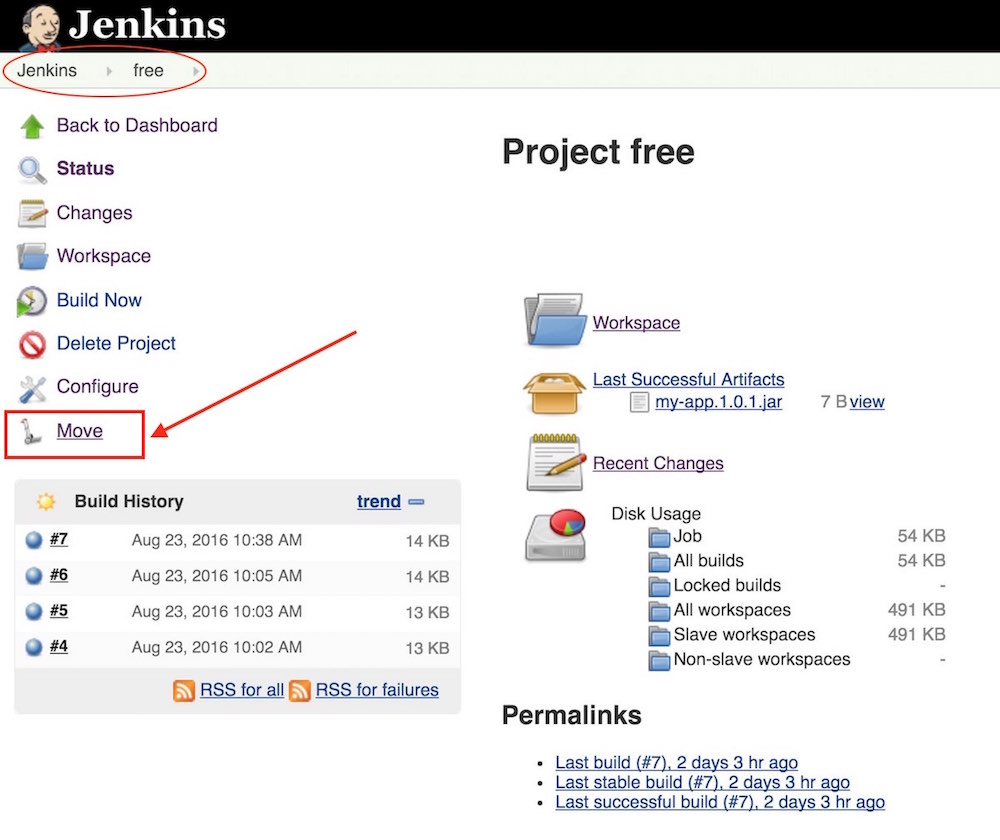 Jenkins
Jenkins free
Back to Dashboard
Status
Changes
Workspace
Build Now
Delete Project
Configure
Move
Build History trend
#7 Aug 23, 2016 10:38 AM 14 KB
#6 Aug 23, 2016 10:05 AM 14 KB
#5 Aug 23, 2016 10:03 AM 13 KB
#4 Aug 23, 2016 10:02 AM 13 KB
RSS for all RSS for failures
Project free
Workspace
Last Successful Artifacts
my-app.1.0.1.jar 7 B view
Recent Changes
Disk Usage
Job 54 KB
All builds 54 KB
Locked builds -
All workspaces 491 KB
Slave workspaces 491 KB
Non-slave workspaces -
Permalinks
Last build (#7), 2 days 3 hr ago
Last stable build (#7), 2 days 3 hr ago
Last successful build (#7), 2 days 3 hr ago